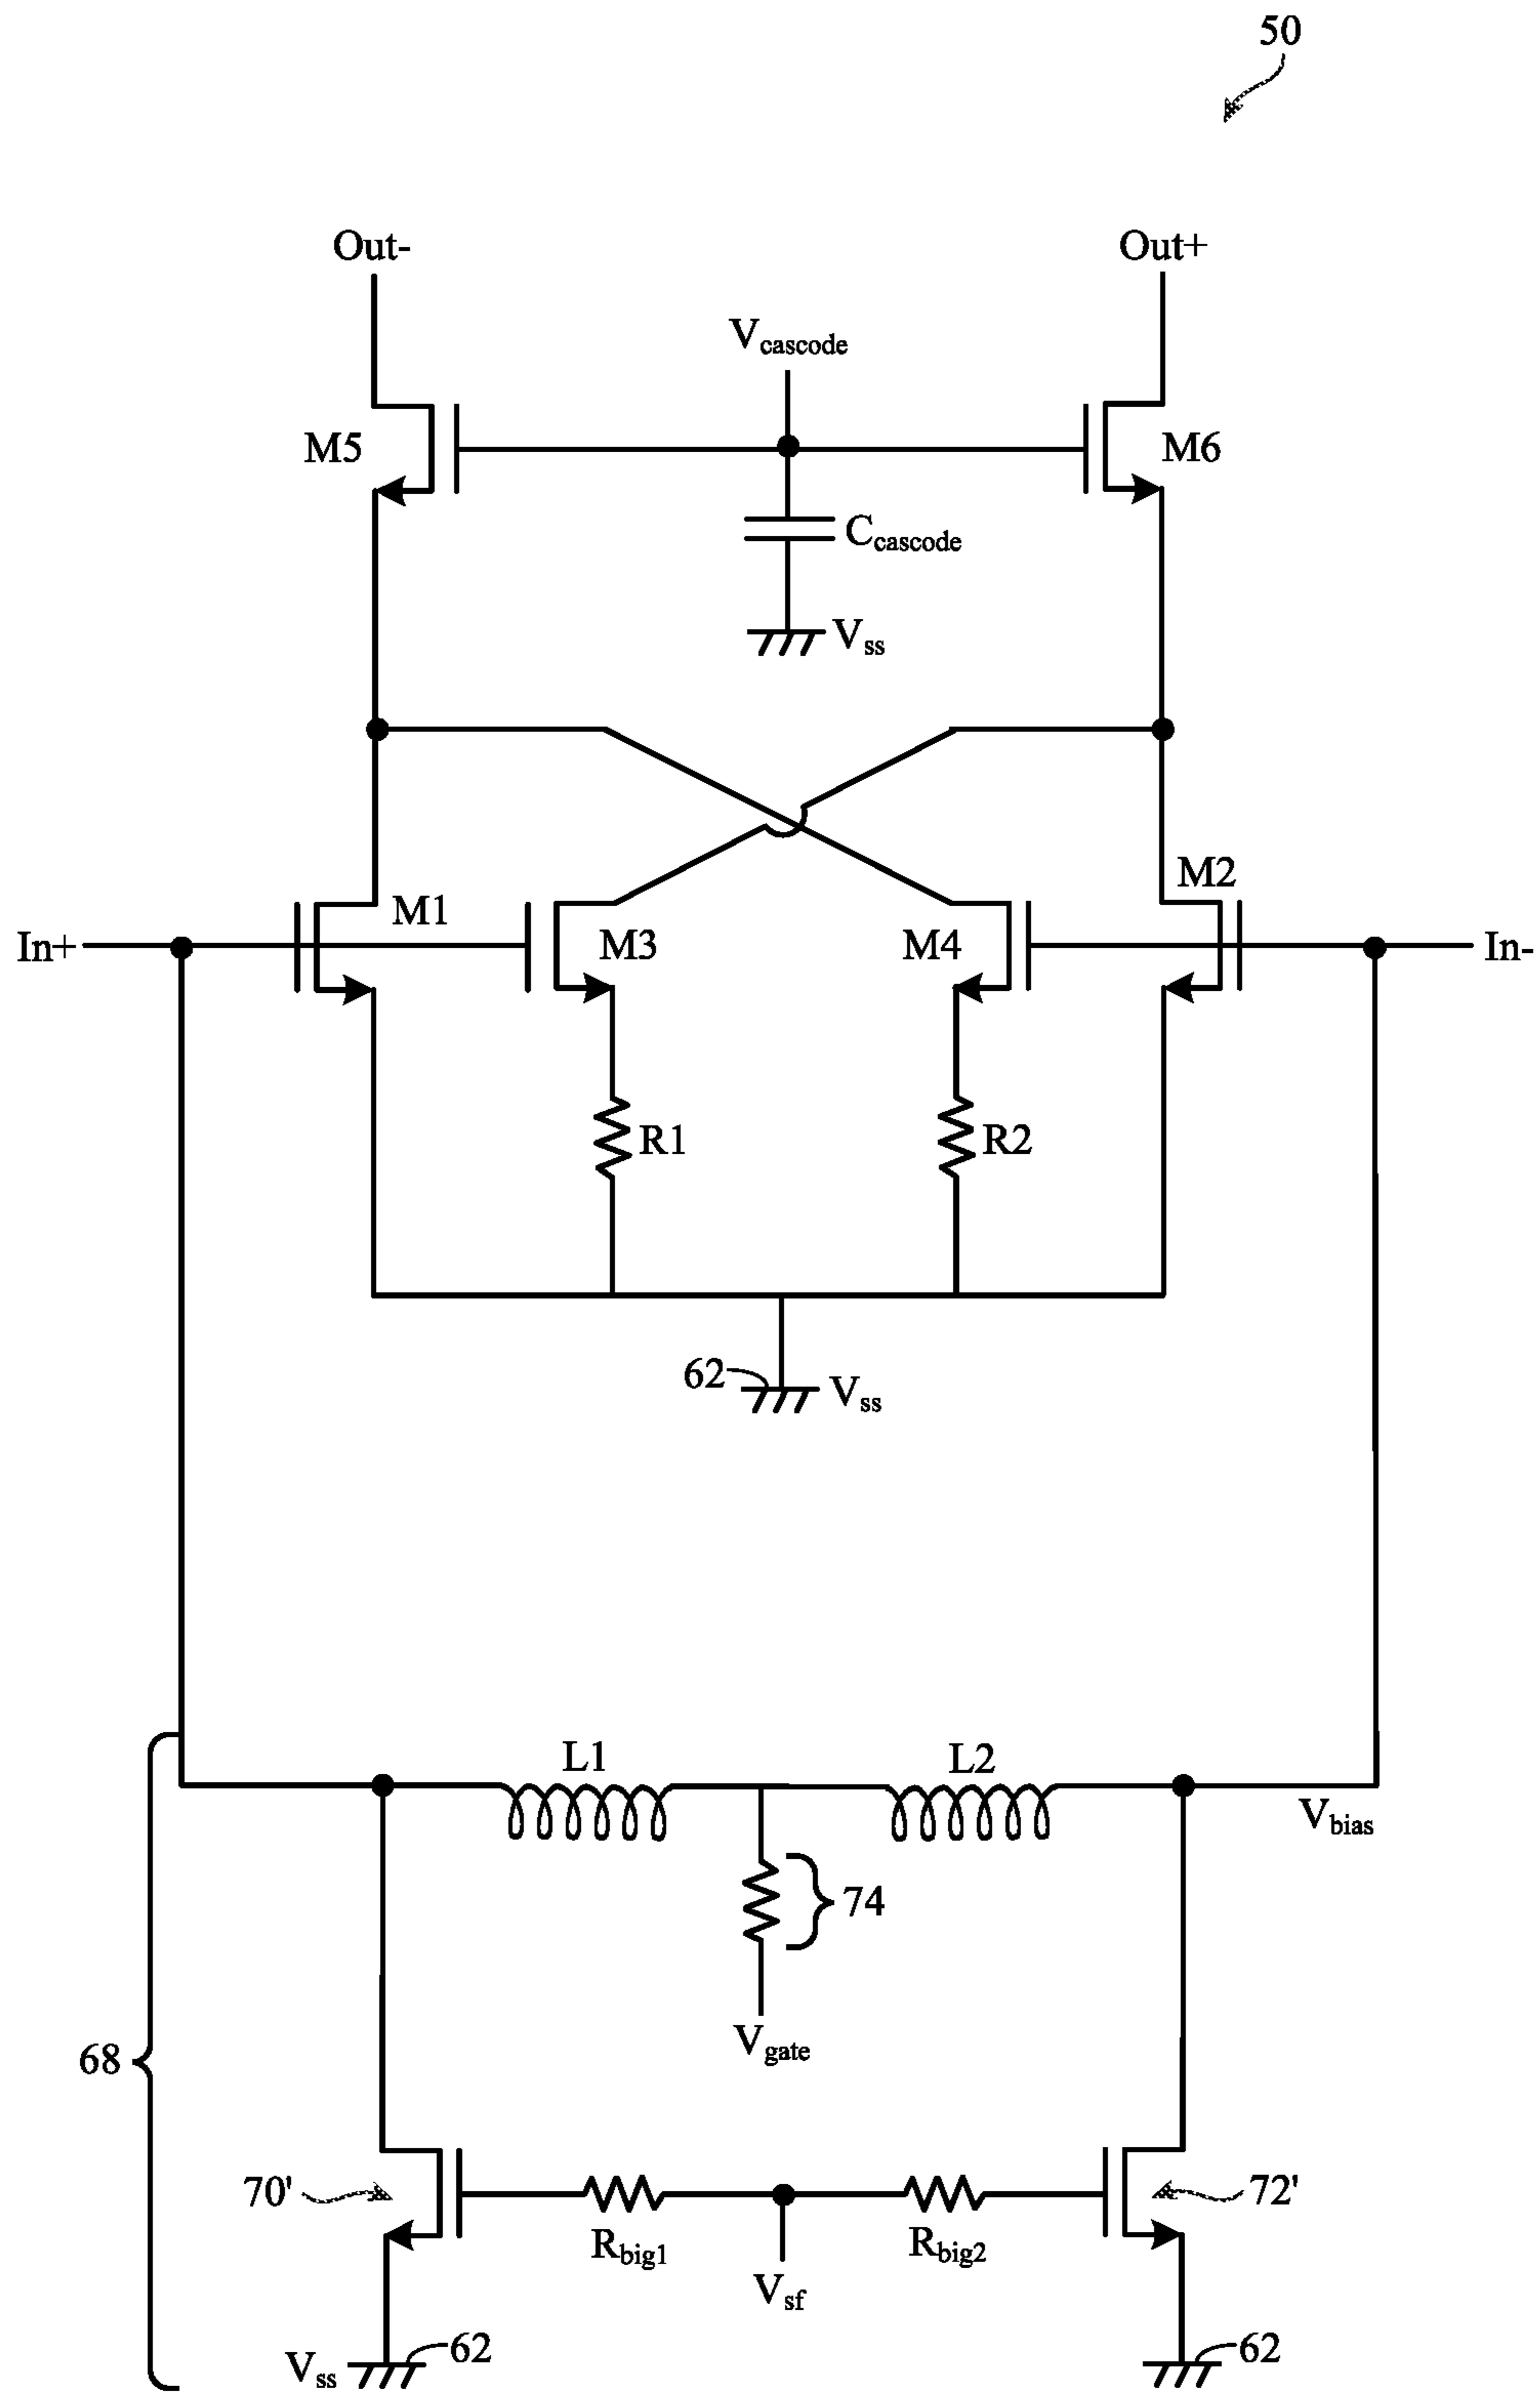 50
Out-
Out+
Vcascode
M5
M6
Ccascode
Vss
M1
M2
In+
M3
M4
In-
R1
R2
62
Vss
L1
L2
Vbias
74
Vgate
68
70'
72'
Rbig1
Rbig2
Vsf
Vss
62
62